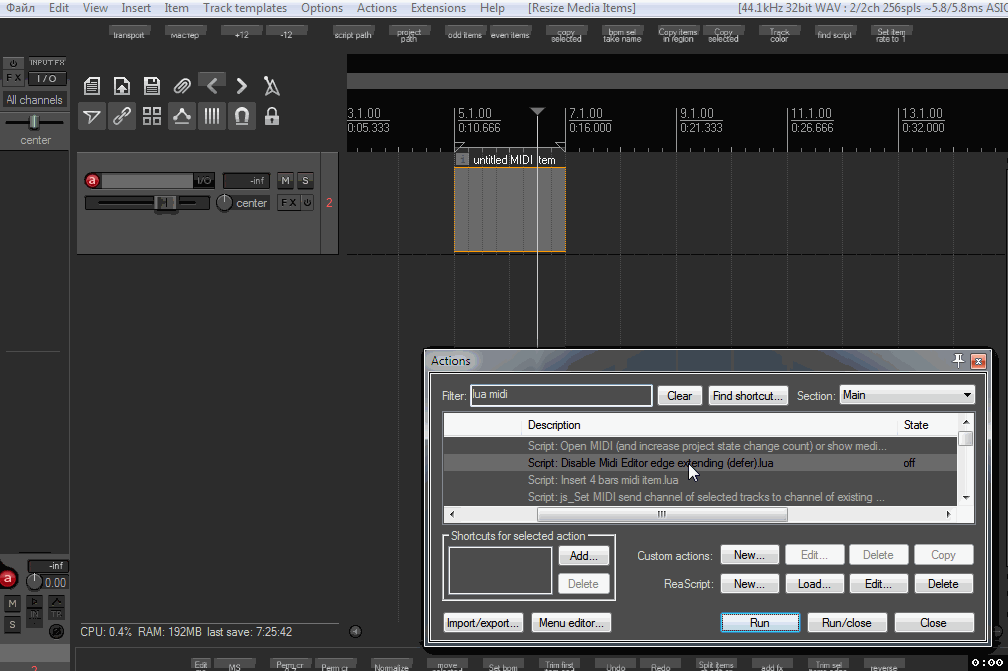 Файл Edit View Insert Item Track templates Options Actions Extensions Help [Resize Media Items] [44.1kHz 32bit WAV : 2/2ch 256spls ~5.8/5.8ms ASIO
transport мастер +12 -12 script path project path odd items even items copy selected bpm sel take name Copy items in region Copy selected Track color find script Set item rate to 1
INPUT FX
FX I/O
All channels
center
3.1.00 5.1.00 7.1.00 9.1.00 11.1.00 13.1.00
0:05.333 0:10.666 0:16.000 0:21.333 0:26.666 0:32.000
1 untitled MIDI item
a I/O -inf M S
center FX 2
Actions
Filter: lua midi Clear Find shortcut... Section: Main
Description State
Script: Open MIDI (and increase project state change count) or show medi...
Script: Disable Midi Editor edge extending (defer).lua off
Script: Insert 4 bars midi item.lua
Script: js_Set MIDI send channel of selected tracks to channel of existing ...
Shortcuts for selected action
Add...
Delete
Custom actions: New... Edit... Delete Copy
ReaScript: New... Load... Edit... Delete
Import/export... Menu editor... Run Run/close Close
-inf
a 0.00
M
IN TR
S
2
CPU: 0.4% RAM: 192MB last save: 7:25:42
Edit MS Perm cr Perm cr Normalize move selected Set bpm Trim first Undo Redo Split items add fx Trim sel reverse
0:00